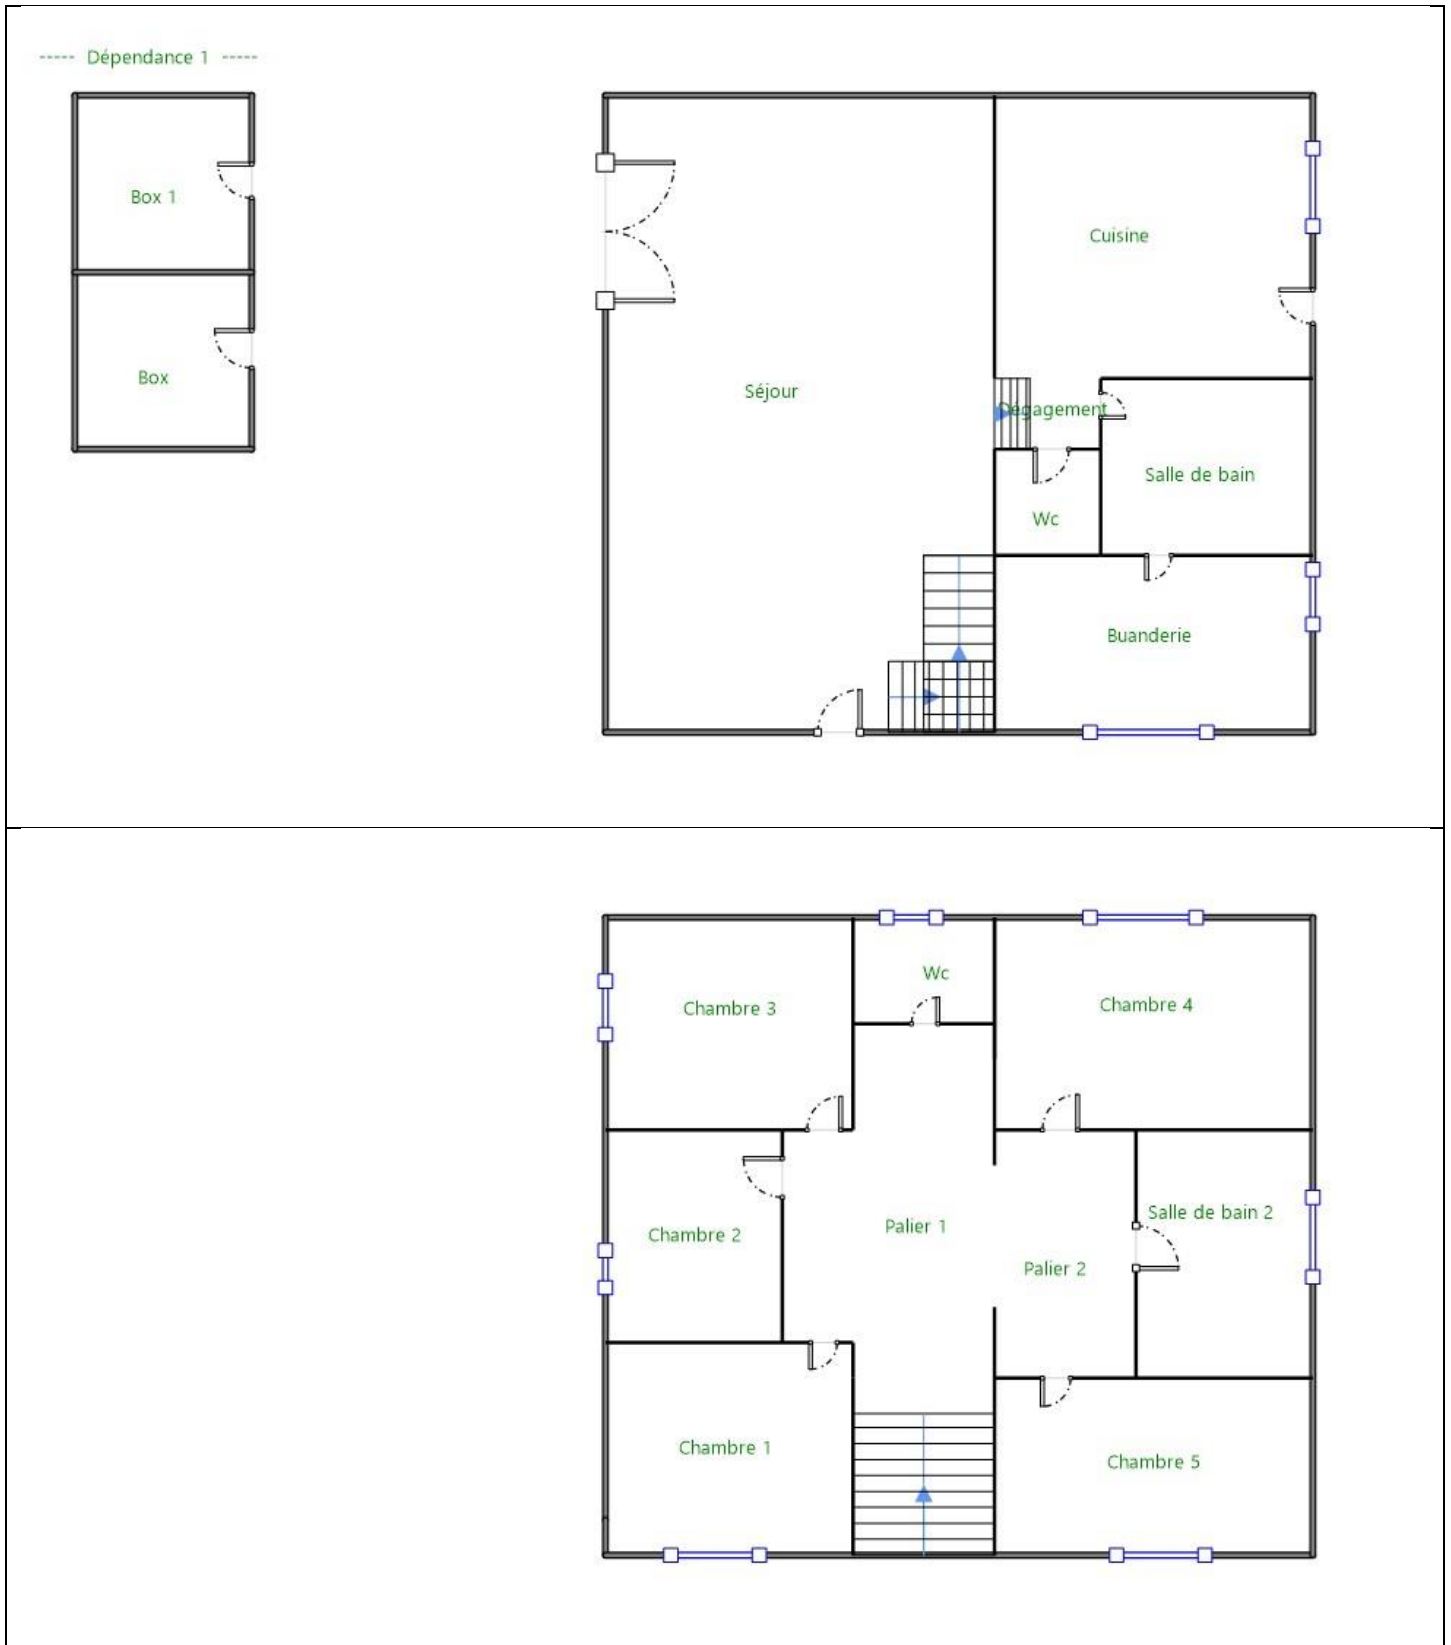 ----- Dépendance 1 -----
Box 1
Cuisine
Box
Séjour
Dégagement
Salle de bain
Wc
Buanderie
Wc
Chambre 3
Chambre 4
Salle de bain 2
Palier 1
Chambre 2
Palier 2
Chambre 1
Chambre 5